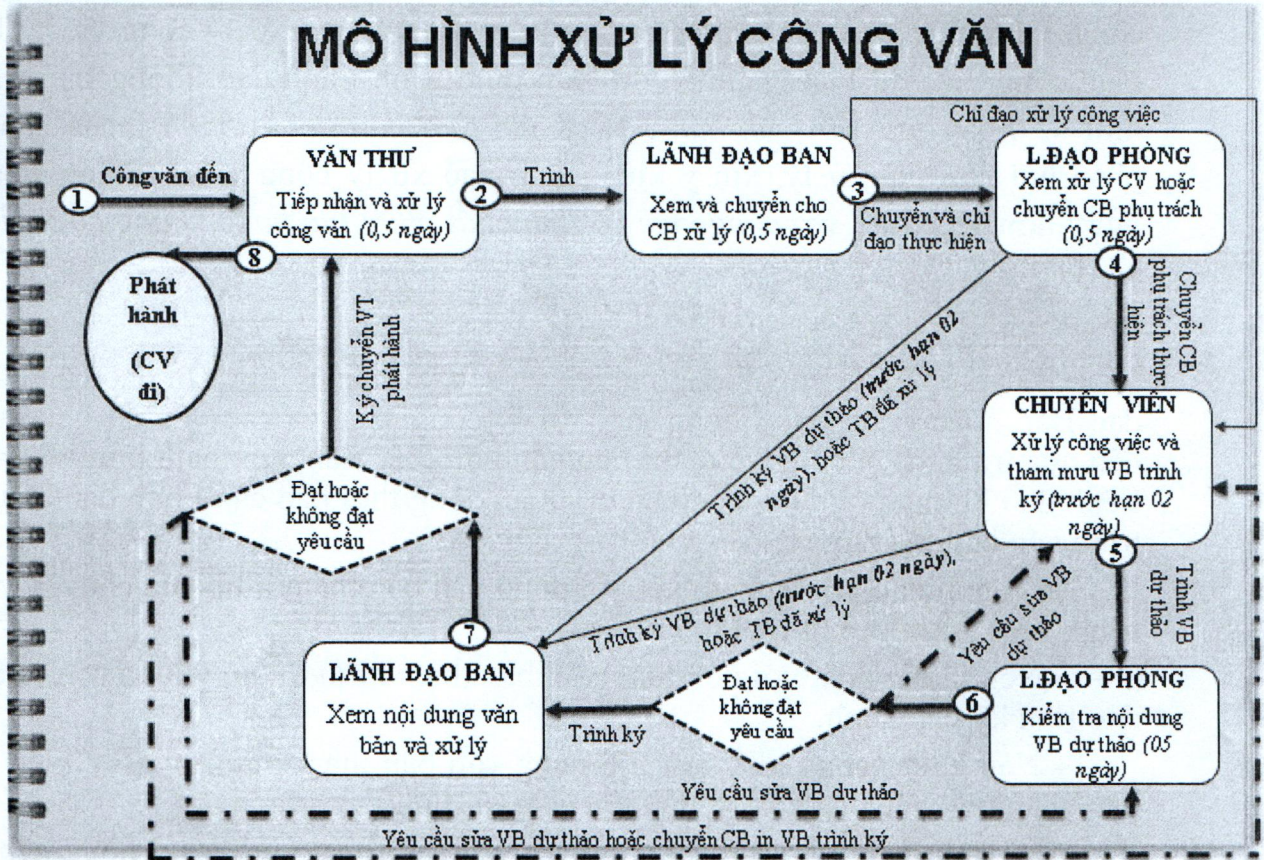 MÔ HÌNH XỬ LÝ CÔNG VĂN
Chỉ đạo xử lý công việc
1
Công văn đến
VĂN THƯ
Tiếp nhận và xử lý
công văn (0,5 ngày)
2
Trình
LÃNH ĐẠO BAN
Xem và chuyển cho
CB xử lý (0,5 ngày)
3
Chuyển và chỉ
đạo thực hiện
L.ĐẠO PHÒNG
Xem xử lý CV hoặc
chuyển CB phụ trách
(0,5 ngày)
4
Chuyển CB
phụ trách thực
hiện
8
Phát
hành
(CV
đi)
Ký chuyển VT
phát hành
Trình ký VB dự thảo (trước hạn 02
ngày), hoặc TB đã xử lý
CHUYÊN VIÊN
Xử lý công việc và
thảm mưu VB trình
ký (trước hạn 02
ngày)
5
Trình VB
dự thảo
Đạt hoặc
không đạt
yêu cầu
Trình ký VB dự thảo (trước hạn 02 ngày),
hoặc TB đã xử lý
Yêu cầu sửa VB
dự thảo
7
LÃNH ĐẠO BAN
Xem nội dung văn
bản và xử lý
Trình ký
Đạt hoặc
không đạt
yêu cầu
6
L.ĐẠO PHÒNG
Kiểm tra nội dung
VB dự thảo (05
ngày)
Yêu cầu sửa VB dự thảo
Yêu cầu sửa VB dự thảo hoặc chuyển CB in VB trình ký